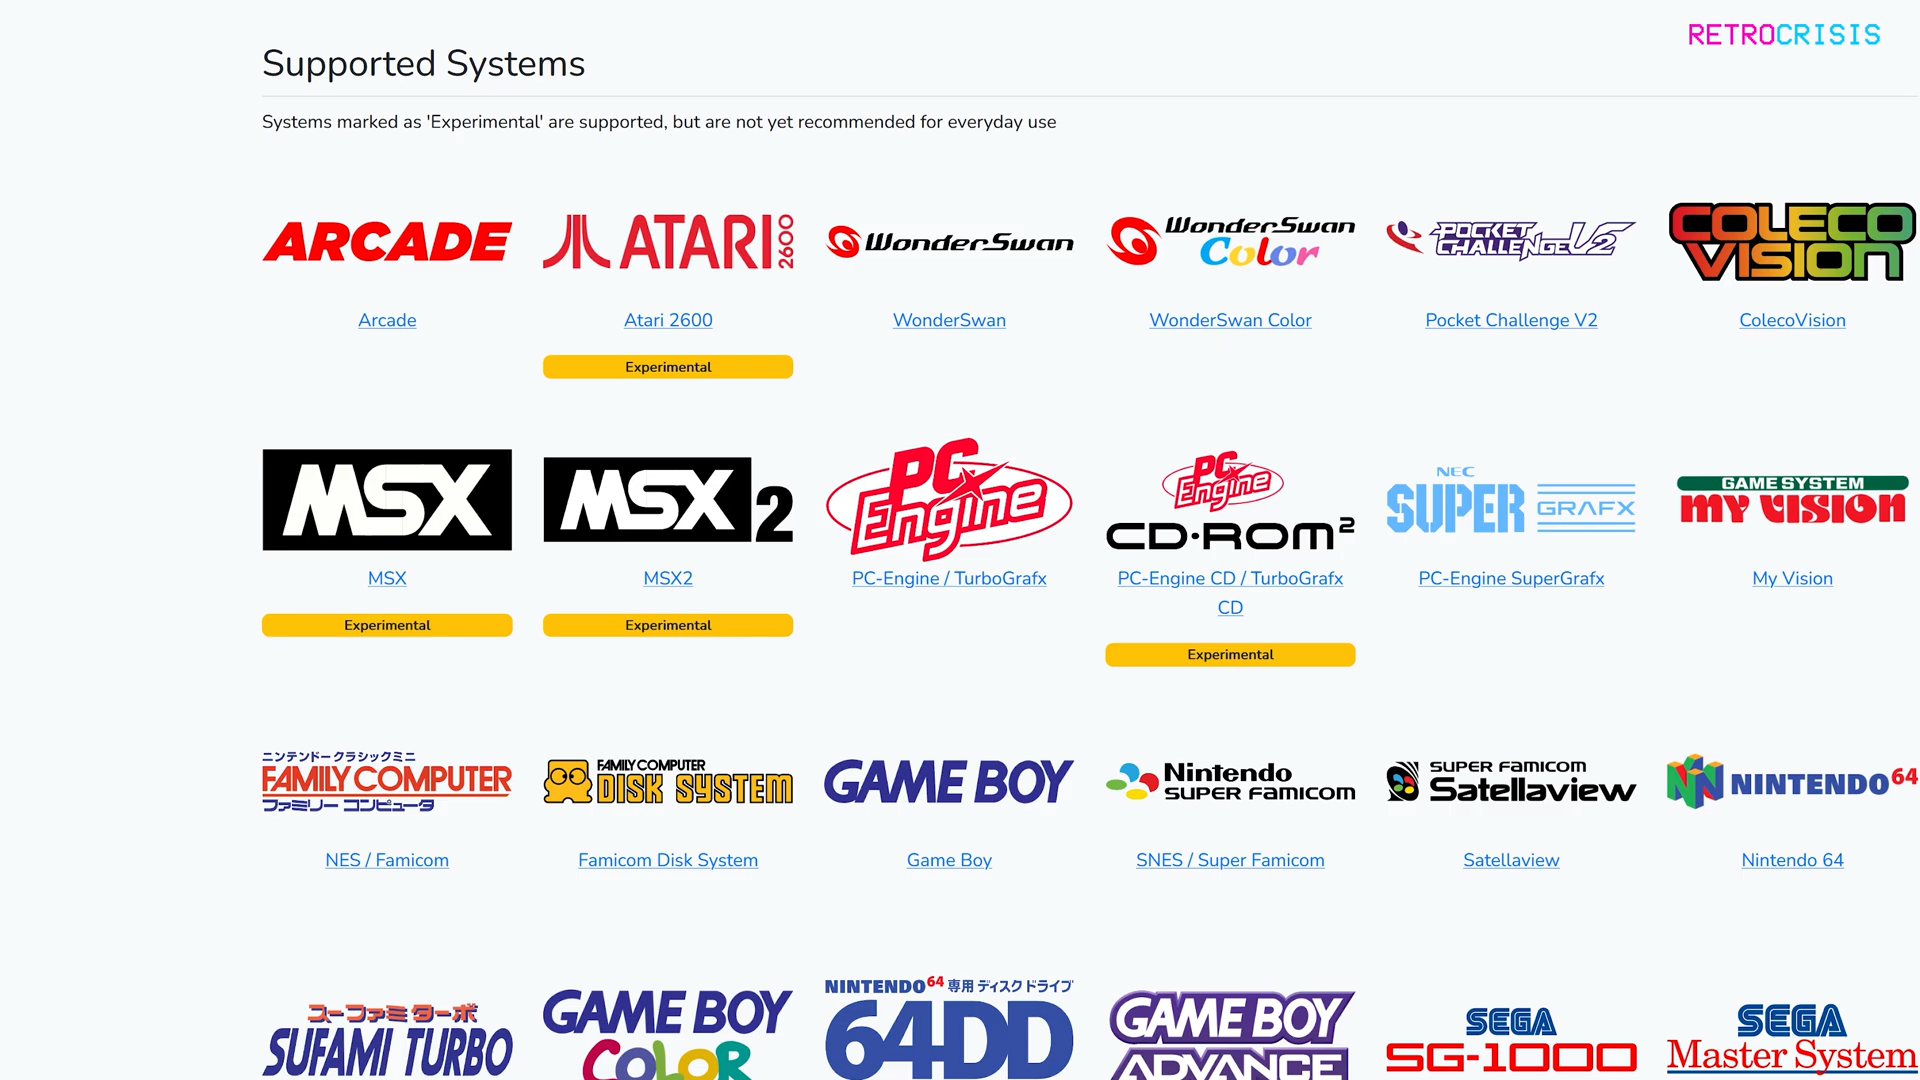 RETROCRISIS
Supported Systems
Systems marked as 'Experimental' are supported, but are not yet recommended for everyday use
ARCADE
ATARI 2600
WonderSwan
WonderSwan Color
POCKET CHALLENGE V2
COLECO VISION
Arcade
Atari 2600
WonderSwan
WonderSwan Color
Pocket Challenge V2
ColecoVision
Experimental
MSX
MSX 2
PC Engine
PC Engine
CD・ROM²
NEC
SUPER GRAFX
GAME SYSTEM
MY VISION
MSX
MSX2
PC-Engine / TurboGrafx
PC-Engine CD / TurboGrafx
CD
PC-Engine SuperGrafx
My Vision
Experimental
Experimental
Experimental
ニンテンドークラシックミニ
FAMILY COMPUTER
ファミリー コンピュータ
FAMILY COMPUTER
DISK SYSTEM
GAME BOY
Nintendo
SUPER FAMICOM
SUPER FAMICOM
Satellaview
NINTENDO 64
NES / Famicom
Famicom Disk System
Game Boy
SNES / Super Famicom
Satellaview
Nintendo 64
スーファミターボ
SUFAMI TURBO
GAME BOY
COLOR
NINTENDO 64 専用 ディスクドライブ
64DD
GAME BOY
ADVANCE
SEGA
SG-1000
SEGA
Master System